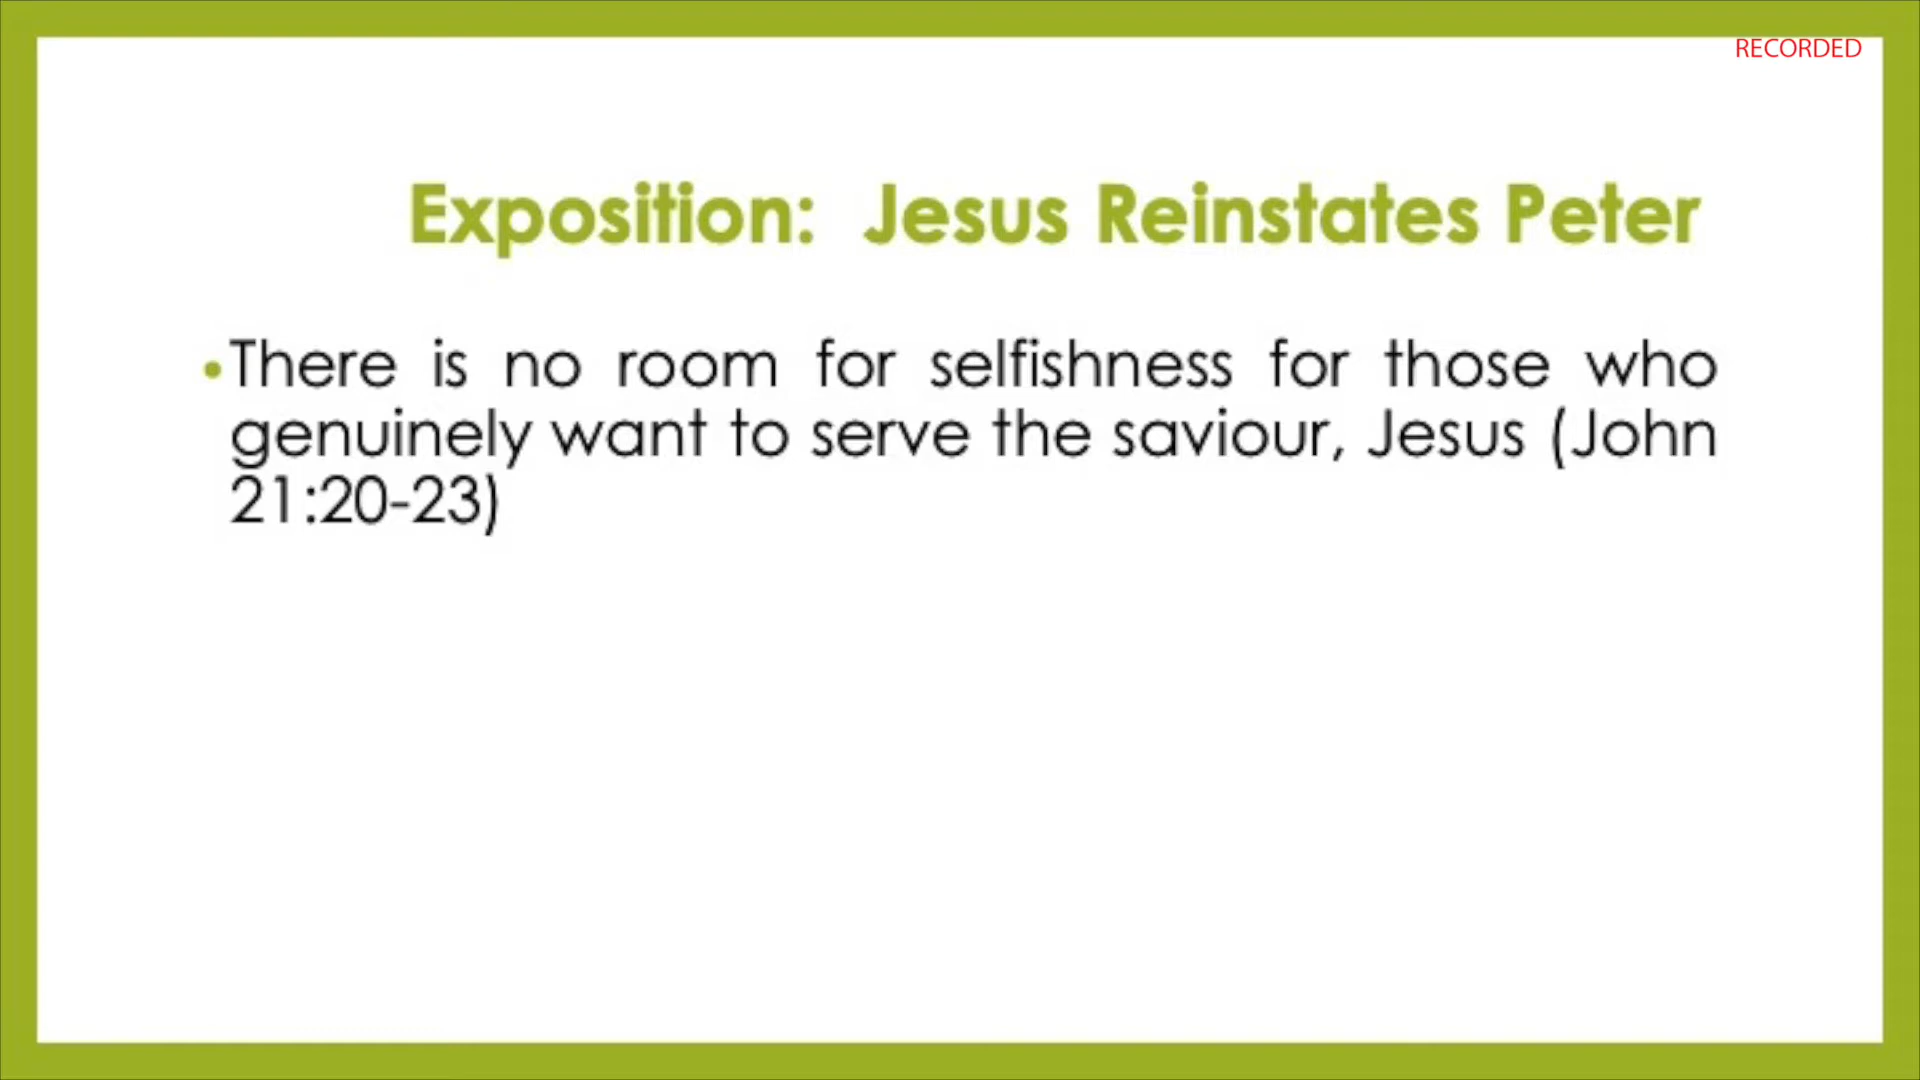 RECORDED
Exposition:  Jesus Reinstates Peter
•There is no room for selfishness for those who
genuinely want to serve the saviour, Jesus (John
21:20-23)